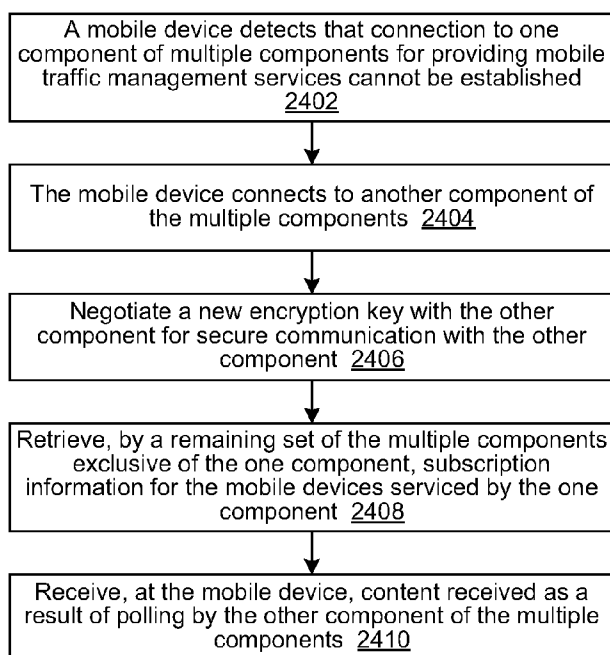 A mobile device detects that connection to one
component of multiple components for providing mobile
traffic management services cannot be established
2402
The mobile device connects to another component of
the multiple components 2404
Negotiate a new encryption key with the other
component for secure communication with the other
component 2406
Retrieve, by a remaining set of the multiple components
exclusive of the one component, subscription
information for the mobile devices serviced by the one
component 2408
Receive, at the mobile device, content received as a
result of polling by the other component of the multiple
components 2410